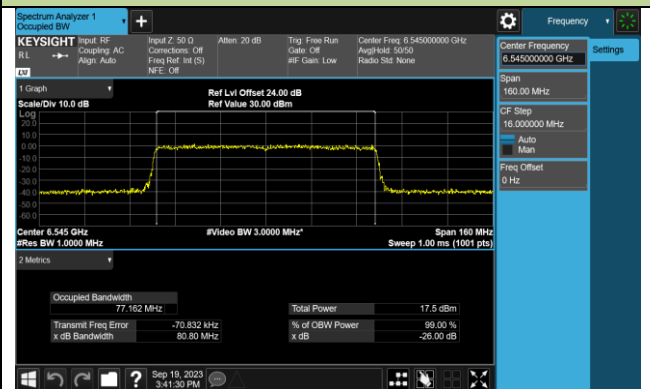 Spectrum Analyzer 1
Occupied BW
+
Frequency
KEYSIGHT Input: RF Input Z: 50 Ω Atten: 20 dB Trig: Free Run Center Freq: 6.545000000 GHz
RL Coupling: AC Corrections: Off Gate: Off Avg|Hold: 50/50
Align: Auto Freq Ref: Int (S) #IF Gain: Low Radio Std: None
LXI NFE: Off
Center Frequency
6.545000000 GHz
Settings
Span
160.00 MHz
CF Step
16.000000 MHz
Auto
Man
Freq Offset
0 Hz
1 Graph
Ref Lvl Offset 24.00 dB
Scale/Div 10.0 dB Ref Value 30.00 dBm
Log
20.0
10.0
0.00
-10.0
-20.0
-30.0
-40.0
-50.0
-60.0
Center 6.545 GHz #Video BW 3.0000 MHz* Span 160 MHz
#Res BW 1.0000 MHz Sweep 1.00 ms (1001 pts)
2 Metrics
Occupied Bandwidth
77.162 MHz Total Power 17.5 dBm
Transmit Freq Error -70.832 kHz % of OBW Power 99.00 %
x dB Bandwidth 80.80 MHz x dB -26.00 dB
? Sep 19, 2023
3:41:30 PM